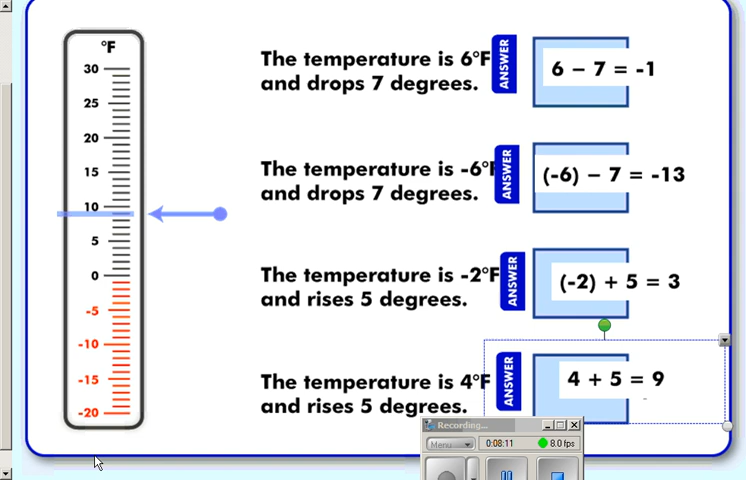 °F
30
25
20
15
10
5
0
-5
-10
-15
-20
The temperature is 6°F
and drops 7 degrees.
ANSWER
6 – 7 = -1
The temperature is -6°F
and drops 7 degrees.
ANSWER
(-6) – 7 = -13
The temperature is -2°F
and rises 5 degrees.
ANSWER
(-2) + 5 = 3
The temperature is 4°F
and rises 5 degrees.
ANSWER
4 + 5 = 9
Recording...
Menu
0:08:11
8.0 fps